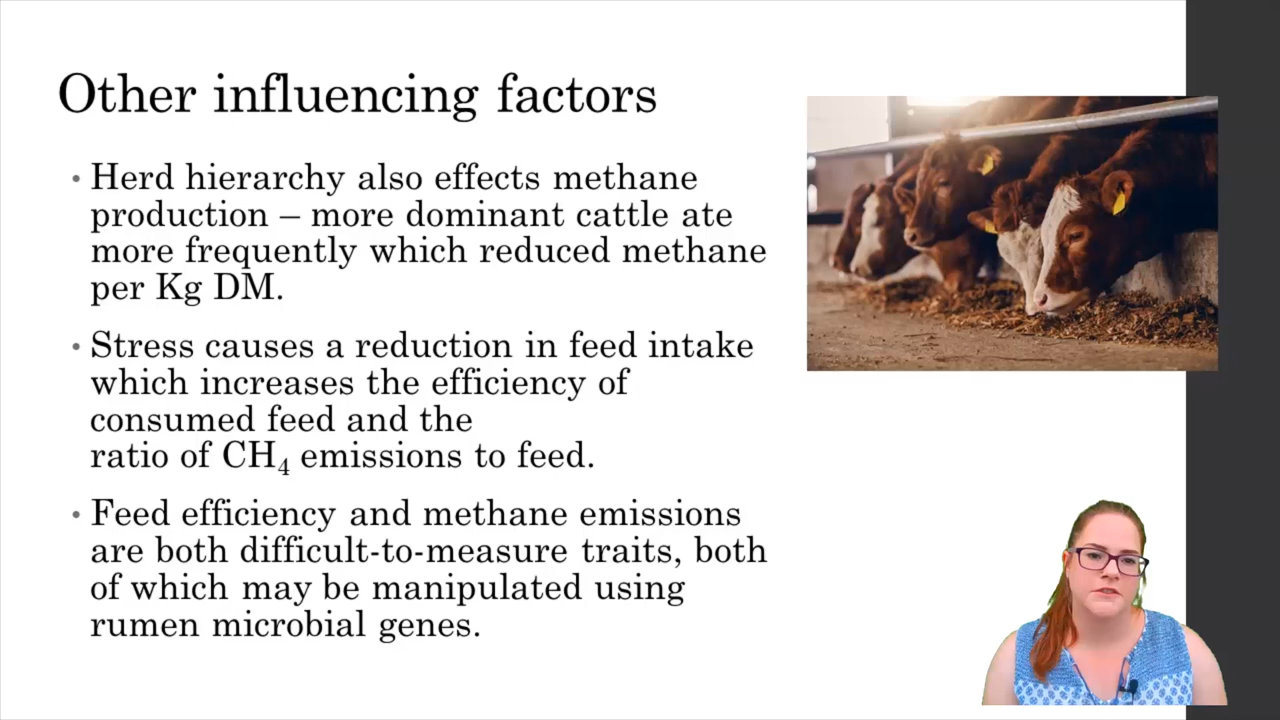 Other influencing factors
• Herd hierarchy also effects methane
production – more dominant cattle ate
more frequently which reduced methane
per Kg DM.
• Stress causes a reduction in feed intake
which increases the efficiency of
consumed feed and the
ratio of CH₄ emissions to feed.
• Feed efficiency and methane emissions
are both difficult-to-measure traits, both
of which may be manipulated using
rumen microbial genes.